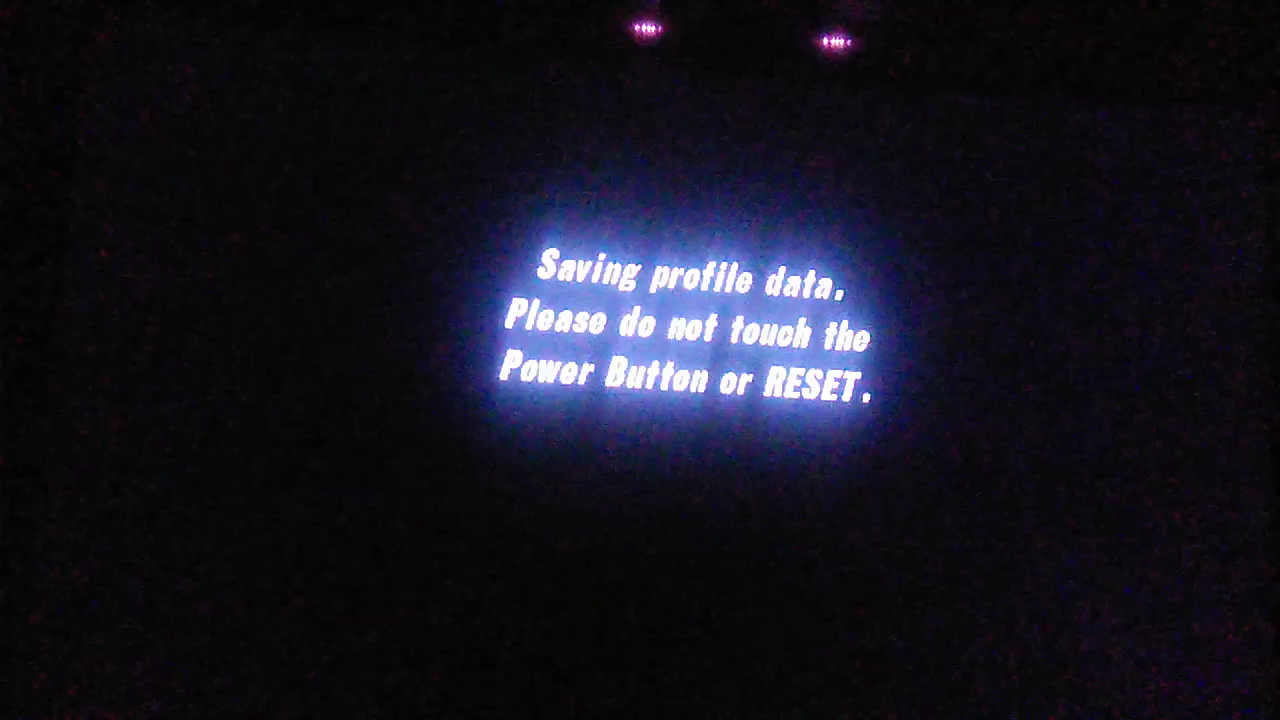 Saving profile data.
Please do not touch the
Power Button or RESET.